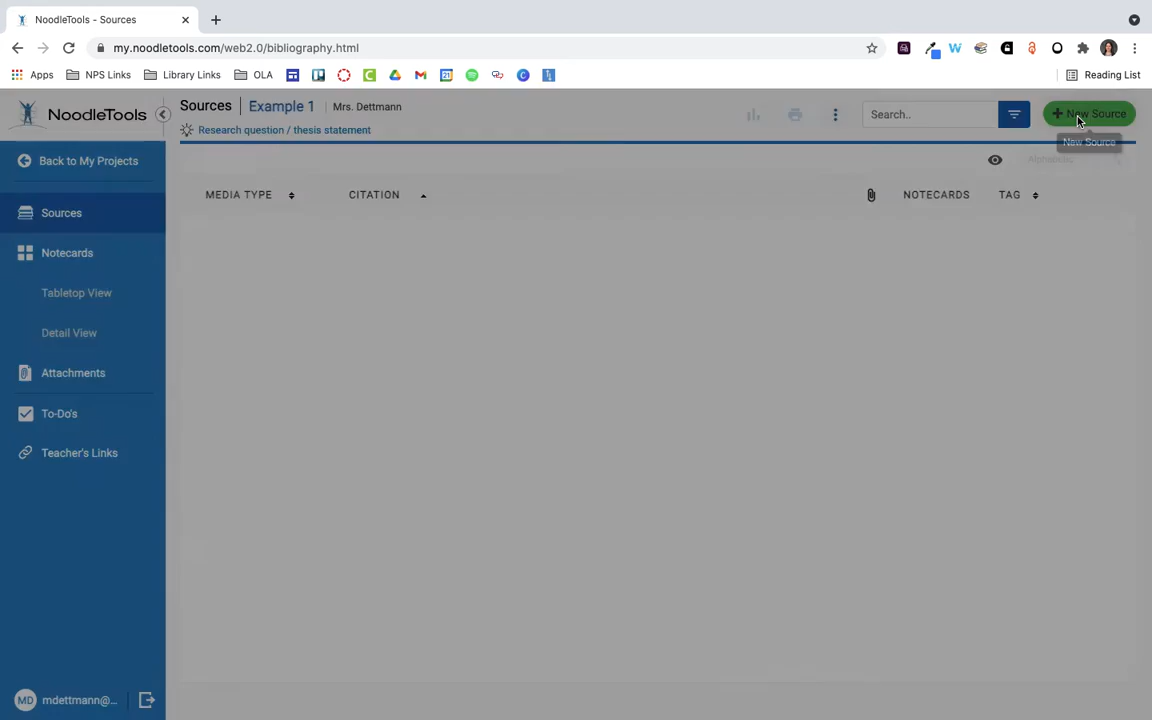 NoodleTools - Sources
my.noodletools.com/web2.0/bibliography.html
Apps NPS Links Library Links OLA Reading List
NoodleTools
Sources Example 1 Mrs. Dettmann
Search...
+ New Source
Research question / thesis statement
New Source
Alphabetic
Back to My Projects
MEDIA TYPE CITATION NOTECARDS TAG
Sources
Notecards
Tabletop View
Detail View
Attachments
To-Do's
Teacher's Links
MD mdettmann@...